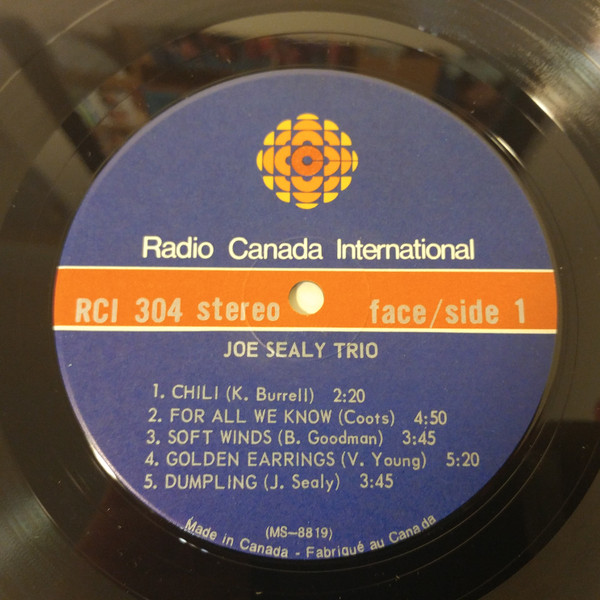 Radio Canada International
RCI 304 stereo face/side 1
JOE SEALY TRIO
1. CHILI (K. Burrell) 2:20
2. FOR ALL WE KNOW (Coots) 4:50
3. SOFT WINDS (B. Goodman) 3:45
4. GOLDEN EARRINGS (V. Young) 5:20
5. DUMPLING (J. Sealy) 3:45
(MS-8819)
Made in Canada - Fabriqué au Canada